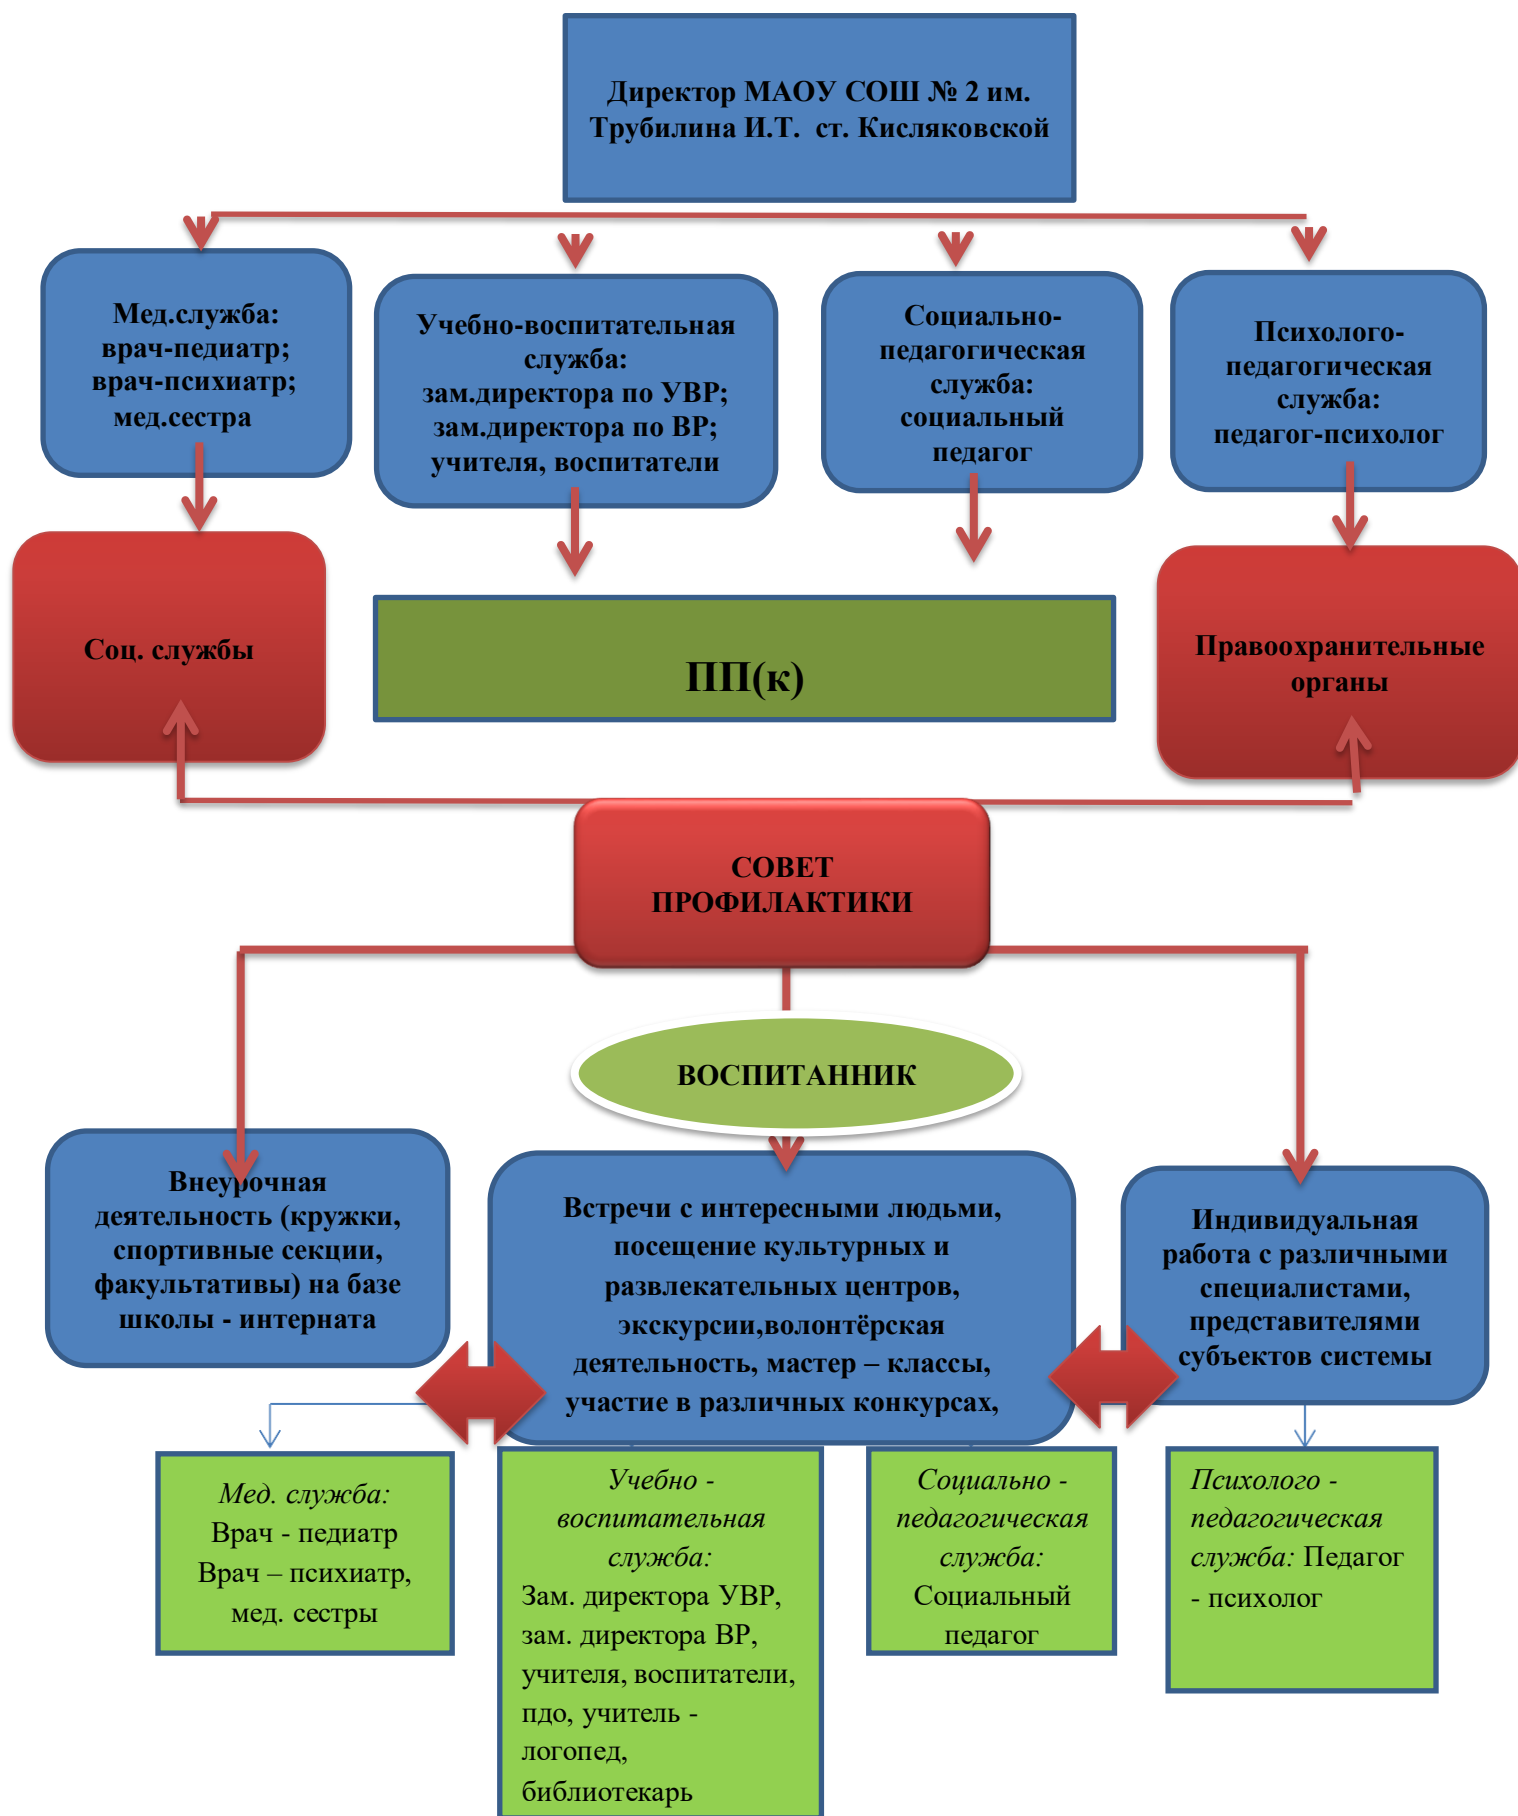 Директор МАОУ СОШ № 2 им.
Трубилина И.Т. ст. Кисляковской
Мед.служба:
врач-педиатр;
врач-психиатр;
мед.сестра
Учебно-воспитательная
служба:
зам.директора по УВР;
зам.директора по ВР;
учителя, воспитатели
Социально-
педагогическая
служба:
социальный
педагог
Психолого-
педагогическая
служба:
педагог-психолог
Соц. службы
ПП(к)
Правоохранительные
органы
СОВЕТ
ПРОФИЛАКТИКИ
ВОСПИТАННИК
Внеурочная
деятельность (кружки,
спортивные секции,
факультативы) на базе
школы - интерната
Встречи с интересными людьми,
посещение культурных и
развлекательных центров,
экскурсии,волонтёрская
деятельность, мастер – классы,
участие в различных конкурсах,
Индивидуальная
работа с различными
специалистами,
представителями
субъектов системы
Мед. служба:
Врач - педиатр
Врач – психиатр,
мед. сестры
Учебно -
воспитательная
служба:
Зам. директора УВР,
зам. директора ВР,
учителя, воспитатели,
пдо, учитель -
логопед,
библиотекарь
Социально -
педагогическая
служба:
Социальный
педагог
Психолого -
педагогическая
служба: Педагог
- психолог